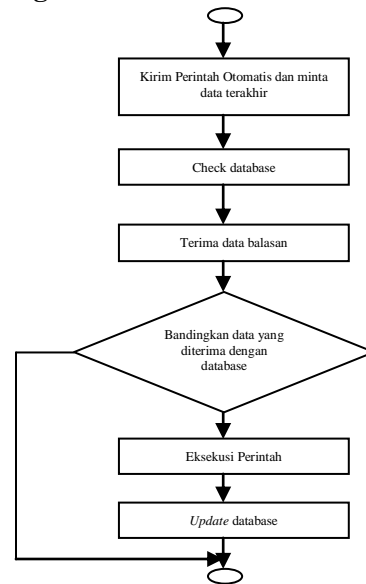 Kirim Perintah Otomatis dan minta
data terakhir
Check database
Terima data balasan
Bandingkan data yang
diterima dengan
database
Eksekusi Perintah
Update database